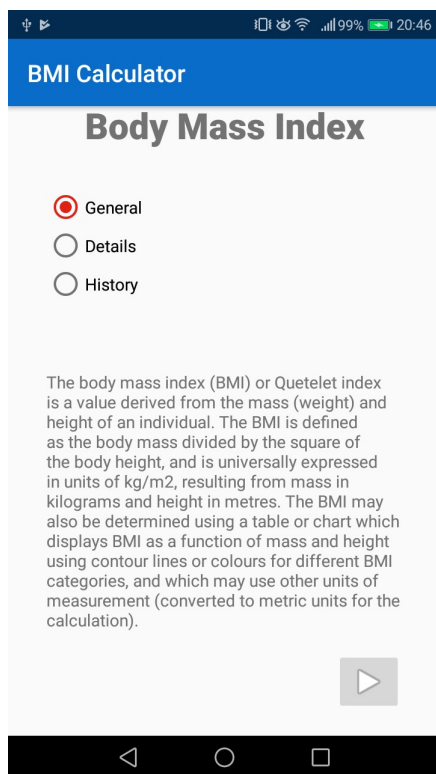 99% 20:46
BMI Calculator
Body Mass Index
General
Details
History
The body mass index (BMI) or Quetelet index
is a value derived from the mass (weight) and
height of an individual. The BMI is defined
as the body mass divided by the square of
the body height, and is universally expressed
in units of kg/m2, resulting from mass in
kilograms and height in metres. The BMI may
also be determined using a table or chart which
displays BMI as a function of mass and height
using contour lines or colours for different BMI
categories, and which may use other units of
measurement (converted to metric units for the
calculation).